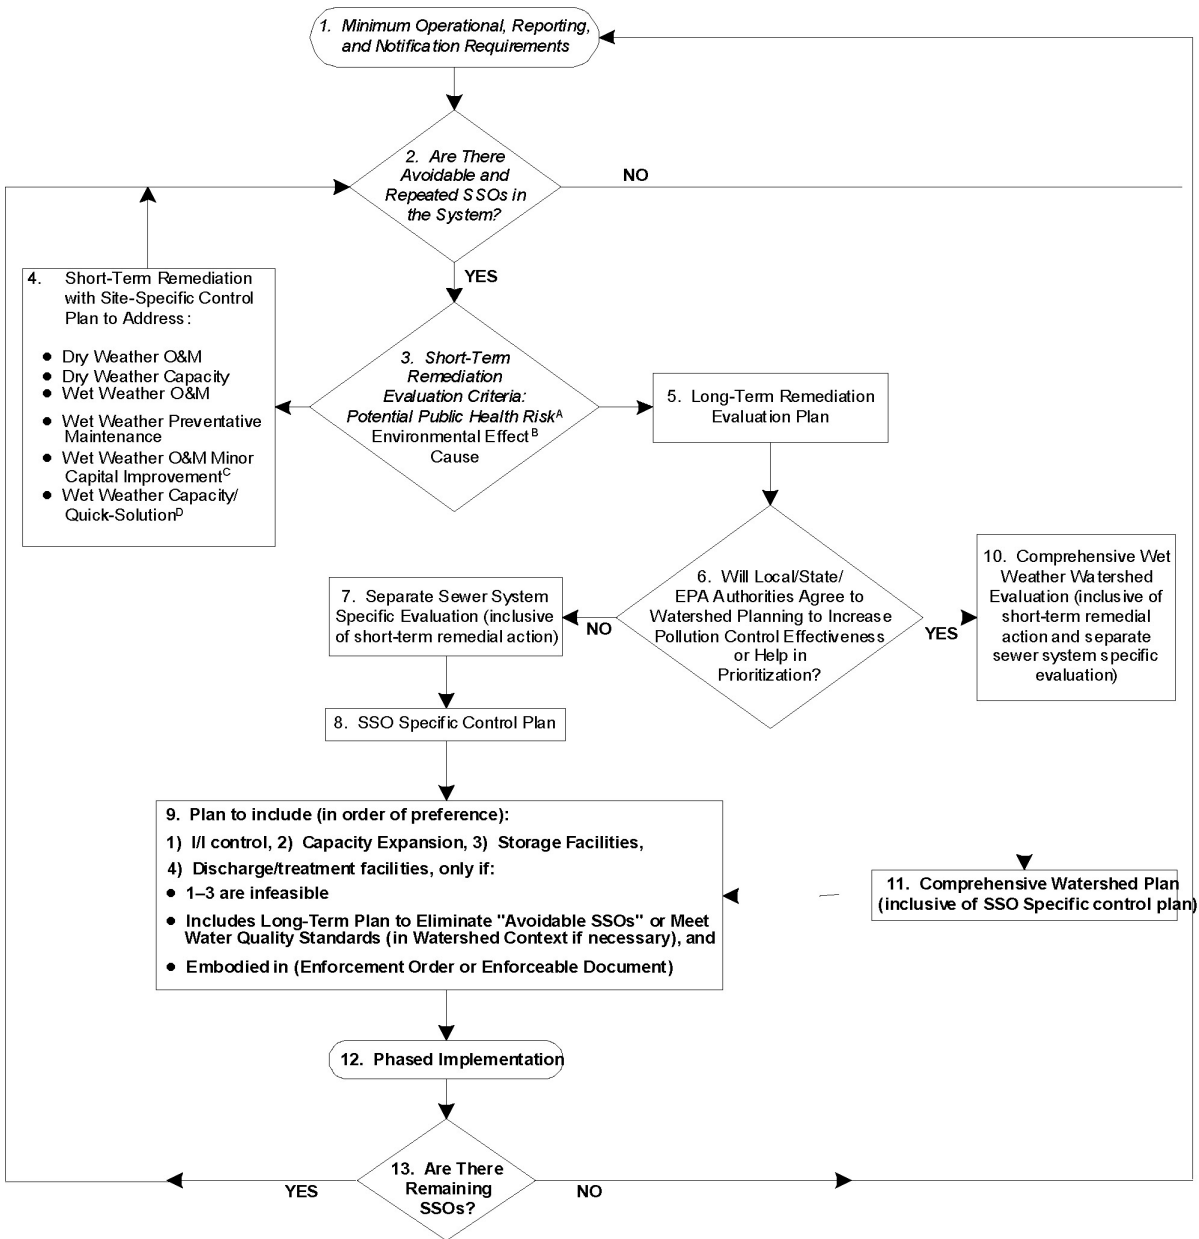 1. Minimum Operational, Reporting,
and Notification Requirements
2. Are There
Avoidable and
Repeated SSOs in
the System?
NO
YES
4. Short-Term Remediation
with Site-Specific Control
Plan to Address:
● Dry Weather O&M
● Dry Weather Capacity
● Wet Weather O&M
● Wet Weather Preventative
Maintenance
● Wet Weather O&M Minor
Capital Improvement^C
● Wet Weather Capacity/
Quick-Solution^D
3. Short-Term
Remediation
Evaluation Criteria:
Potential Public Health Risk^A
Environmental Effect^B
Cause
5. Long-Term Remediation
Evaluation Plan
6. Will Local/State/
EPA Authorities Agree to
Watershed Planning to Increase
Pollution Control Effectiveness
or Help in
Prioritization?
NO
YES
7. Separate Sewer System
Specific Evaluation (inclusive
of short-term remedial action)
10. Comprehensive Wet
Weather Watershed
Evaluation (inclusive of
short-term remedial
action and separate
sewer system specific
evaluation)
8. SSO Specific Control Plan
9. Plan to include (in order of preference):
1) I/I control, 2) Capacity Expansion, 3) Storage Facilities,
4) Discharge/treatment facilities, only if:
● 1–3 are infeasible
● Includes Long-Term Plan to Eliminate "Avoidable SSOs" or Meet
Water Quality Standards (in Watershed Context if necessary), and
● Embodied in (Enforcement Order or Enforceable Document)
11. Comprehensive Watershed Plan
(inclusive of SSO Specific control plan)
12. Phased Implementation
13. Are There
Remaining
SSOs?
YES
NO